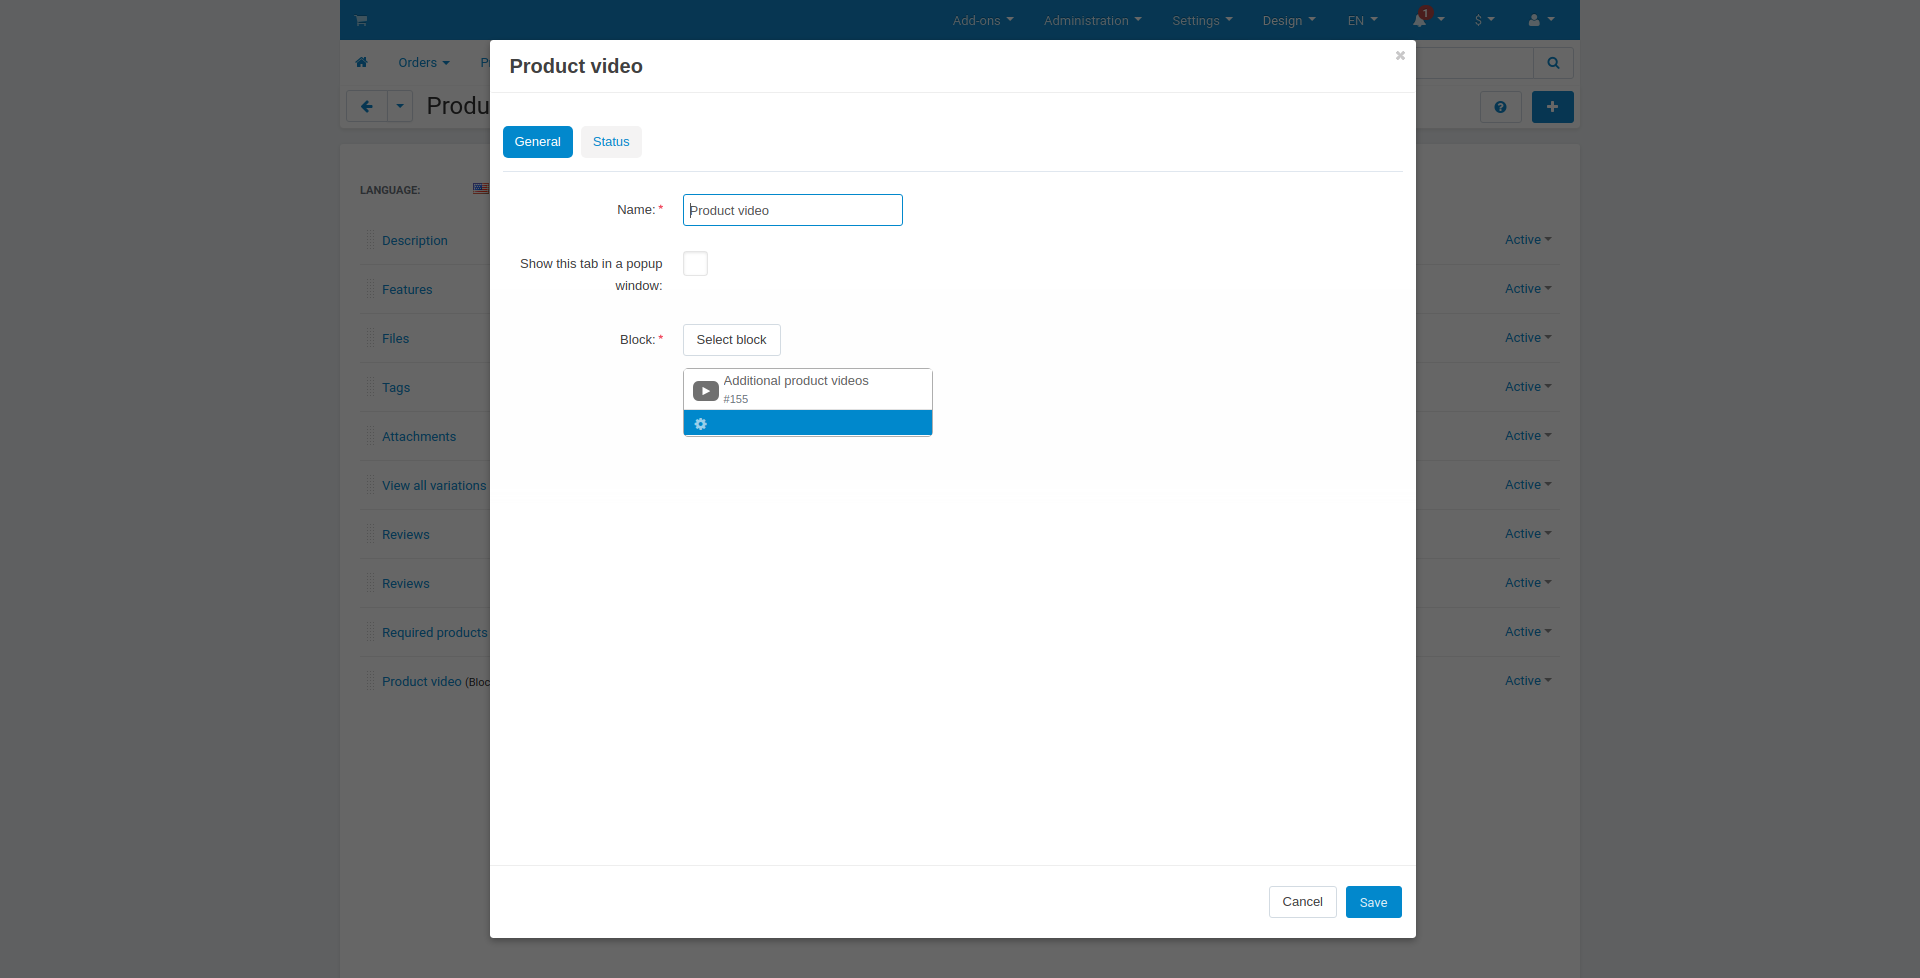 Add-ons Administration Settings Design EN 1 $
Orders
Product video
General Status
LANGUAGE:
Name: * Product video
Description Active
Show this tab in a popup
window:
Features Active
Files Active
Block: * Select block
Additional product videos
#155
Tags Active
Attachments Active
View all variations Active
Reviews Active
Reviews Active
Required products Active
Product video Active
Cancel Save